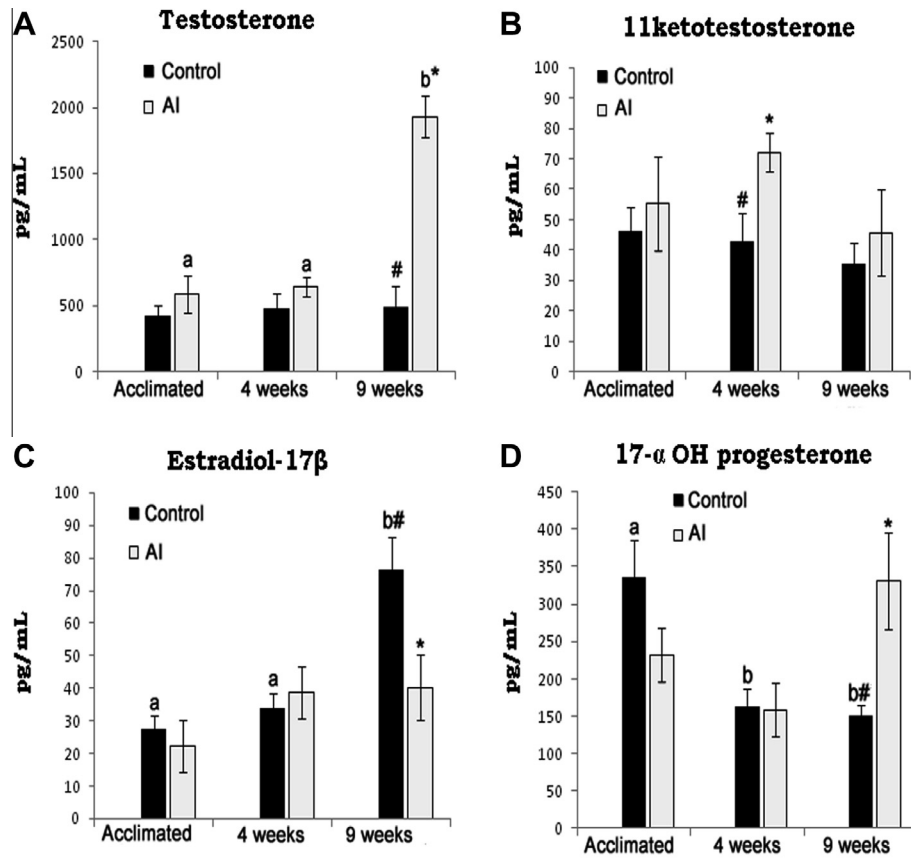 A
Testosterone
2500
2000
1500
1000
500
0
pg/mL
Control
AI
a
a
#
b*
Acclimated
4 weeks
9 weeks
B
11ketotestosterone
100
90
80
70
60
50
40
30
20
10
0
pg/mL
Control
AI
#
*
Acclimated
4 weeks
9 weeks
C
Estradiol-17β
100
90
80
70
60
50
40
30
20
10
0
pg/mL
Control
AI
a
a
b#
*
Acclimated
4 weeks
9 weeks
D
17-α OH progesterone
450
400
350
300
250
200
150
100
50
0
pg/mL
Control
AI
a
b
b#
*
Acclimated
4 weeks
9 weeks